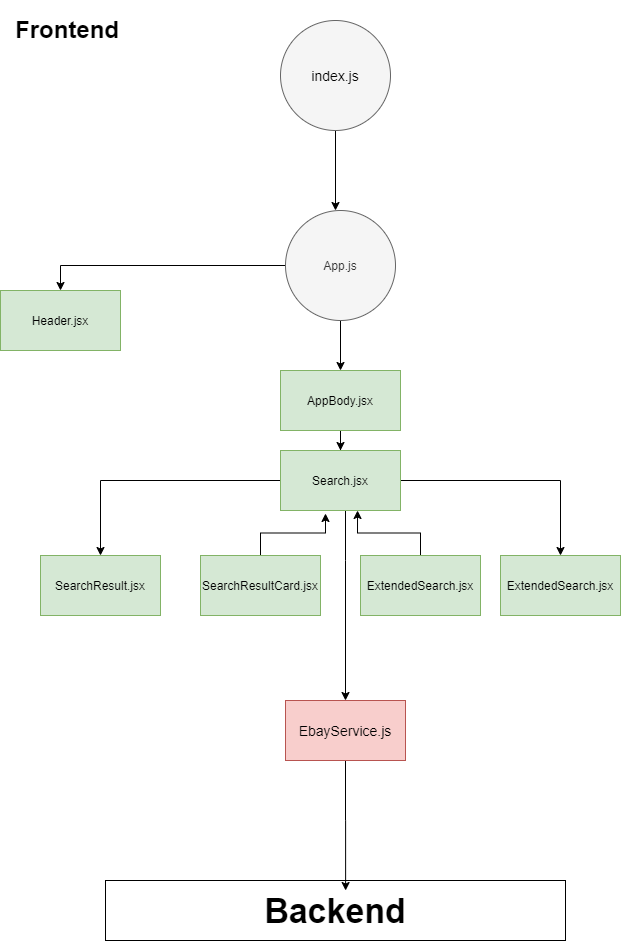 Frontend
index.js
App.js
Header.jsx
AppBody.jsx
Search.jsx
SearchResult.jsx
SearchResultCard.jsx
ExtendedSearch.jsx
ExtendedSearch.jsx
EbayService.js
Backend